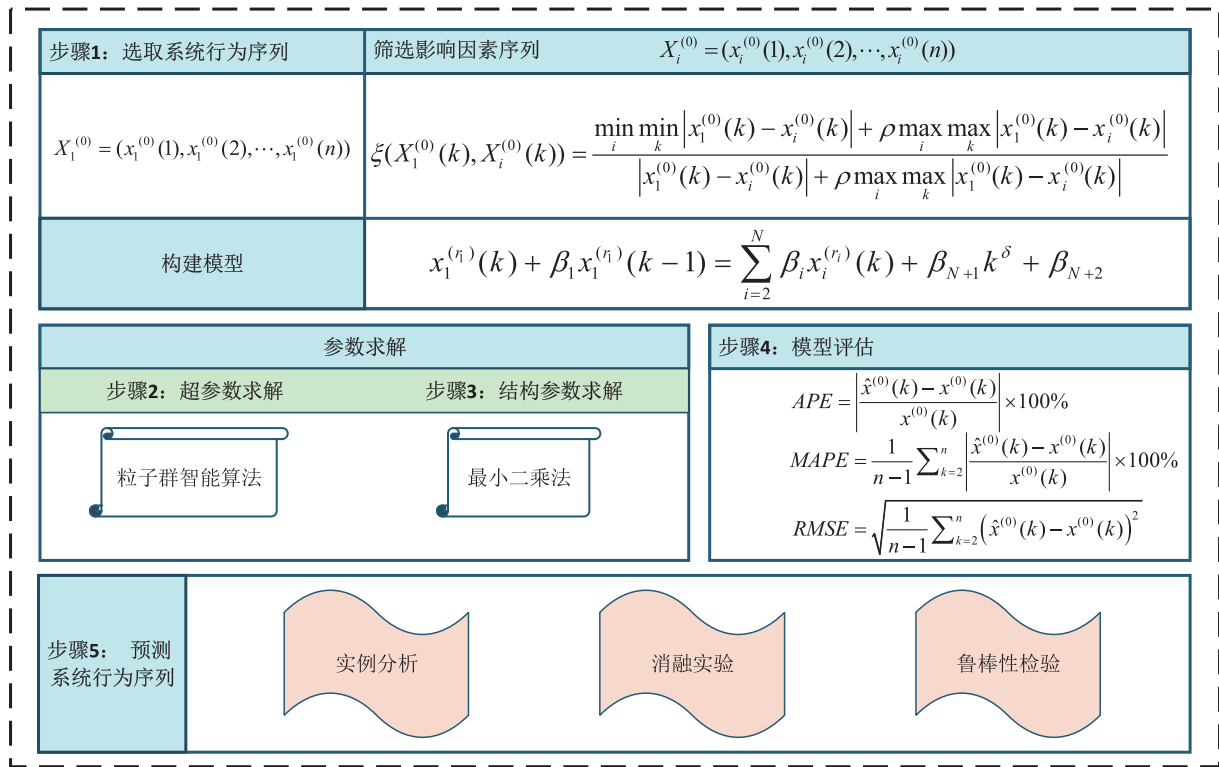 步骤1：选取系统行为序列
筛选影响因素序列 $X_i^{(0)} = (x_i^{(0)}(1), x_i^{(0)}(2), \cdots, x_i^{(0)}(n))$
$X_1^{(0)} = (x_1^{(0)}(1), x_1^{(0)}(2), \cdots, x_1^{(0)}(n))$
$\xi(X_1^{(0)}(k), X_i^{(0)}(k)) = \frac{\min_i \min_k |x_1^{(0)}(k) - x_i^{(0)}(k)| + \rho \max_i \max_k |x_1^{(0)}(k) - x_i^{(0)}(k)|}{|x_1^{(0)}(k) - x_i^{(0)}(k)| + \rho \max_i \max_k |x_1^{(0)}(k) - x_i^{(0)}(k)|}$
构建模型
$x_1^{(r_1)}(k) + \beta_1 x_1^{(r_1)}(k-1) = \sum_{i=2}^{N} \beta_i x_i^{(r_i)}(k) + \beta_{N+1} k^{\delta} + \beta_{N+2}$
参数求解
步骤2：超参数求解
步骤3：结构参数求解
粒子群智能算法
最小二乘法
步骤4：模型评估
$APE = \left| \frac{\hat{x}^{(0)}(k) - x^{(0)}(k)}{x^{(0)}(k)} \right| \times 100\%$
$MAPE = \frac{1}{n-1} \sum_{k=2}^{n} \left| \frac{\hat{x}^{(0)}(k) - x^{(0)}(k)}{x^{(0)}(k)} \right| \times 100\%$
$RMSE = \sqrt{\frac{1}{n-1} \sum_{k=2}^{n} \left( \hat{x}^{(0)}(k) - x^{(0)}(k) \right)^2}$
步骤5： 预测
系统行为序列
实例分析
消融实验
鲁棒性检验